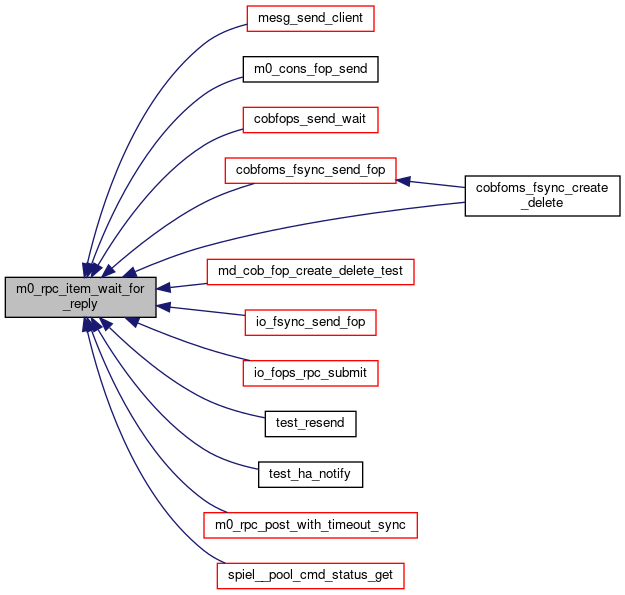 mesg_send_client
m0_cons_fop_send
cobfops_send_wait
cobfoms_fsync_send_fop
cobfoms_fsync_create
_delete
m0_rpc_item_wait_for
_reply
md_cob_fop_create_delete_test
io_fsync_send_fop
io_fops_rpc_submit
test_resend
test_ha_notify
m0_rpc_post_with_timeout_sync
spiel__pool_cmd_status_get